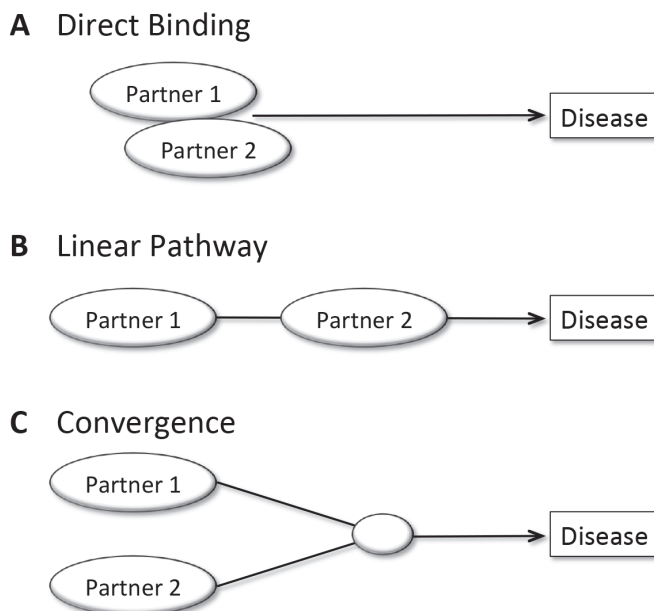 A Direct Binding
Partner 1
Disease
Partner 2
B Linear Pathway
Partner 1
Partner 2
Disease
C Convergence
Partner 1
Disease
Partner 2